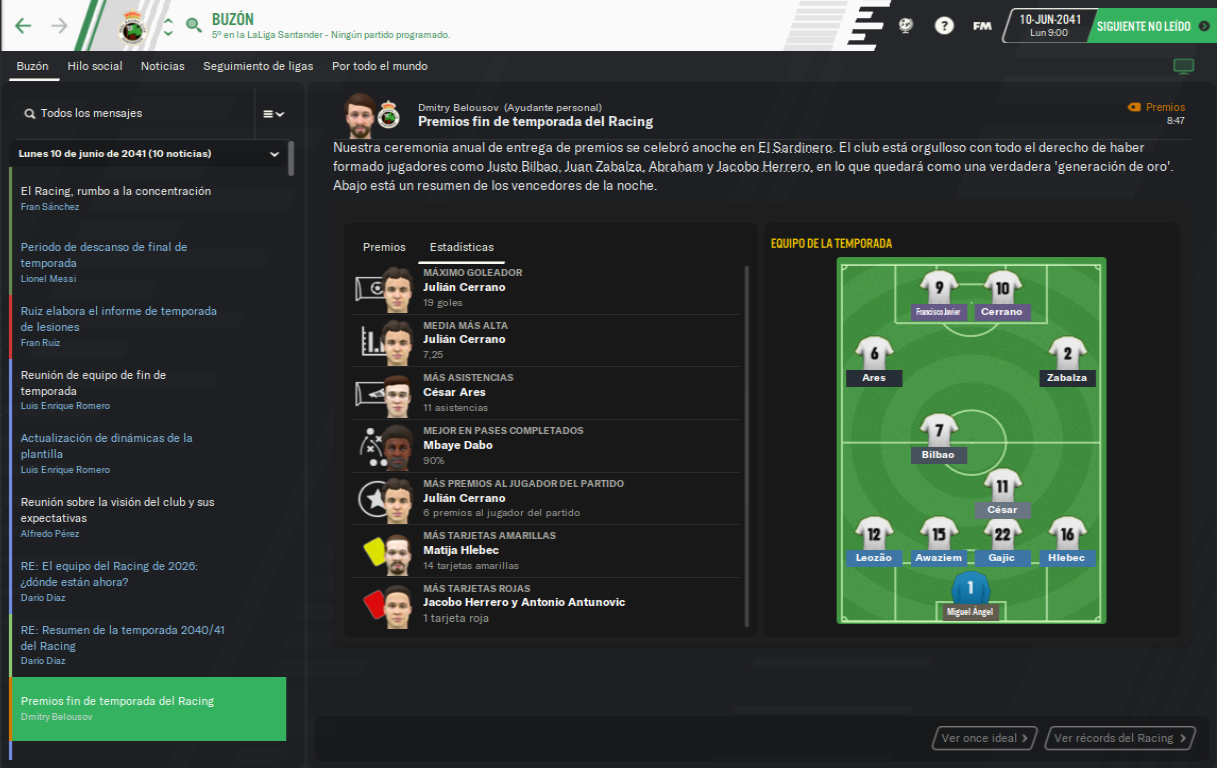 BUZÓN
5º en la LaLiga Santander - Ningún partido programado.
?
FM
10-JUN-2041
Lun 9:00
SIGUIENTE NO LEÍDO
Buzón Hilo social Noticias Seguimiento de ligas Por todo el mundo
Todos los mensajes
Lunes 10 de junio de 2041 (10 noticias)
El Racing, rumbo a la concentración
Fran Sánchez
Periodo de descanso de final de
temporada
Lionel Messi
Ruiz elabora el informe de temporada
de lesiones
Fran Ruiz
Reunión de equipo de fin de
temporada
Luis Enrique Romero
Actualización de dinámicas de la
plantilla
Luis Enrique Romero
Reunión sobre la visión del club y sus
expectativas
Alfredo Pérez
RE: El equipo del Racing de 2026:
¿dónde están ahora?
Darío Díaz
RE: Resumen de la temporada 2040/41
del Racing
Darío Díaz
Premios fin de temporada del Racing
Dmitry Belousov
Dmitry Belousov (Ayudante personal)
Premios fin de temporada del Racing
Premios
8:47
Nuestra ceremonia anual de entrega de premios se celebró anoche en El Sardinero. El club está orgulloso con todo el derecho de haber
formado jugadores como Justo Bilbao, Juan Zabalza, Abraham y Jacobo Herrero, en lo que quedará como una verdadera 'generación de oro'.
Abajo está un resumen de los vencedores de la noche.
Premios Estadísticas
MÁXIMO GOLEADOR
Julián Cerrano
19 goles
MEDIA MÁS ALTA
Julián Cerrano
7,25
MÁS ASISTENCIAS
César Ares
11 asistencias
MEJOR EN PASES COMPLETADOS
Mbaye Dabo
90%
MÁS PREMIOS AL JUGADOR DEL PARTIDO
Julián Cerrano
6 premios al jugador del partido
MÁS TARJETAS AMARILLAS
Matija Hlebec
14 tarjetas amarillas
MÁS TARJETAS ROJAS
Jacobo Herrero y Antonio Antunovic
1 tarjeta roja
EQUIPO DE LA TEMPORADA
9 10
Francisco Javier Cerrano
6 2
Ares Zabalza
7
Bilbao
11
César
12 15 22 16
Leozão Awaziem Gajic Hlebec
1
Miguel Ángel
Ver once ideal
Ver récords del Racing